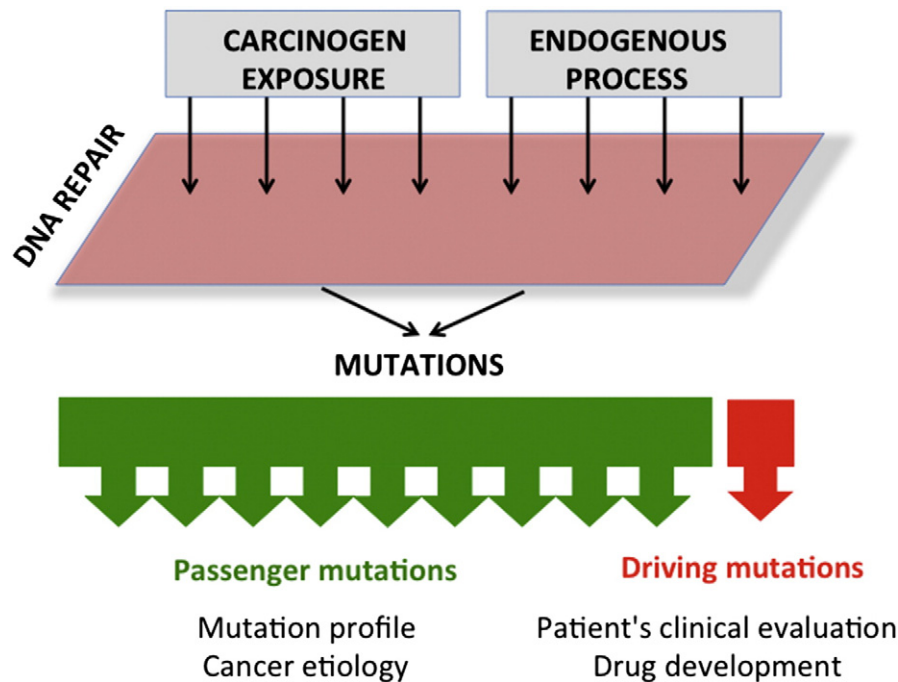 CARCINOGEN
EXPOSURE
ENDOGENOUS
PROCESS
DNA REPAIR
MUTATIONS
Passenger mutations
Mutation profile
Cancer etiology
Driving mutations
Patient's clinical evaluation
Drug development